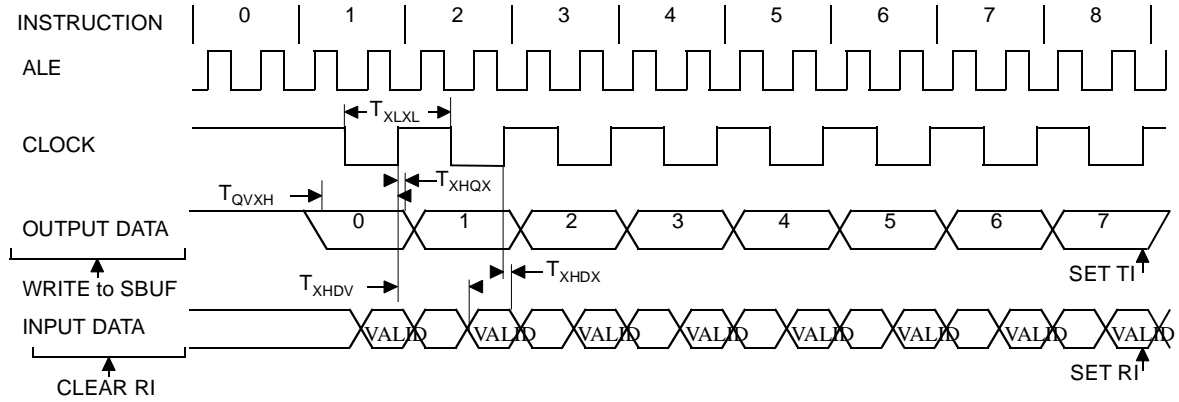 INSTRUCTION 0 1 2 3 4 5 6 7 8
ALE
T_XLXL
CLOCK
T_XHQX
T_QVXH
OUTPUT DATA 0 1 2 3 4 5 6 7
T_XHDX
SET TI
WRITE to SBUF
T_XHDV
INPUT DATA VALID VALID VALID VALID VALID VALID VALID VALID
SET RI
CLEAR RI